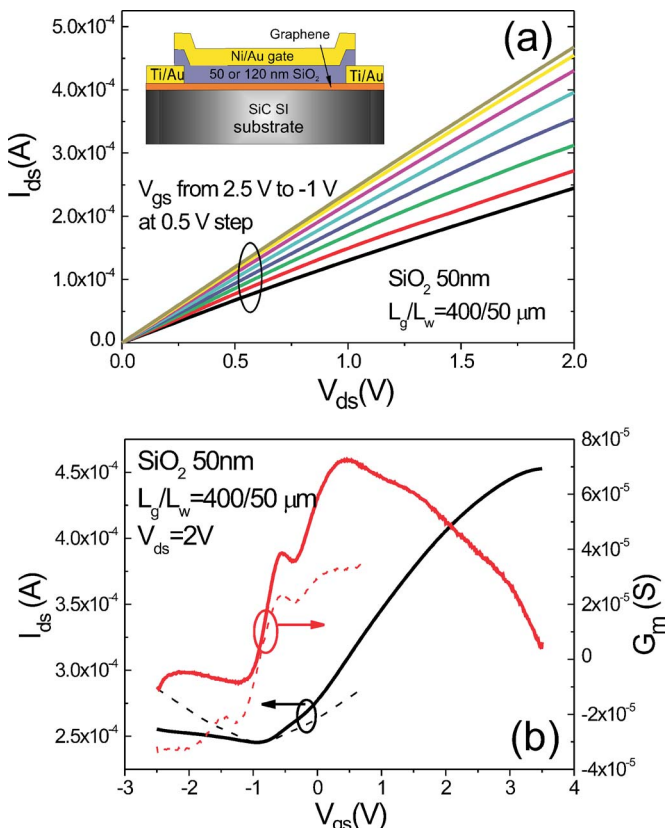 (a)
Graphene
Ni/Au gate
Ti/Au 50 or 120 nm SiO₂ Ti/Au
SiC SI
substrate
V_gs from 2.5 V to -1 V
at 0.5 V step
SiO₂ 50nm
L_g/L_w=400/50 μm
5.0x10⁻⁴
4.0x10⁻⁴
3.0x10⁻⁴
2.0x10⁻⁴
1.0x10⁻⁴
0.0
I_ds(A)
0.0 0.5 1.0 1.5 2.0
V_ds(V)
SiO₂ 50nm
L_g/L_w=400/50 μm
V_ds=2V
4.5x10⁻⁴
4.0x10⁻⁴
3.5x10⁻⁴
3.0x10⁻⁴
2.5x10⁻⁴
I_ds (A)
8x10⁻⁵
6x10⁻⁵
4x10⁻⁵
2x10⁻⁵
0
-2x10⁻⁵
-4x10⁻⁵
G_m (S)
(b)
-3 -2 -1 0 1 2 3 4
V_gs(V)